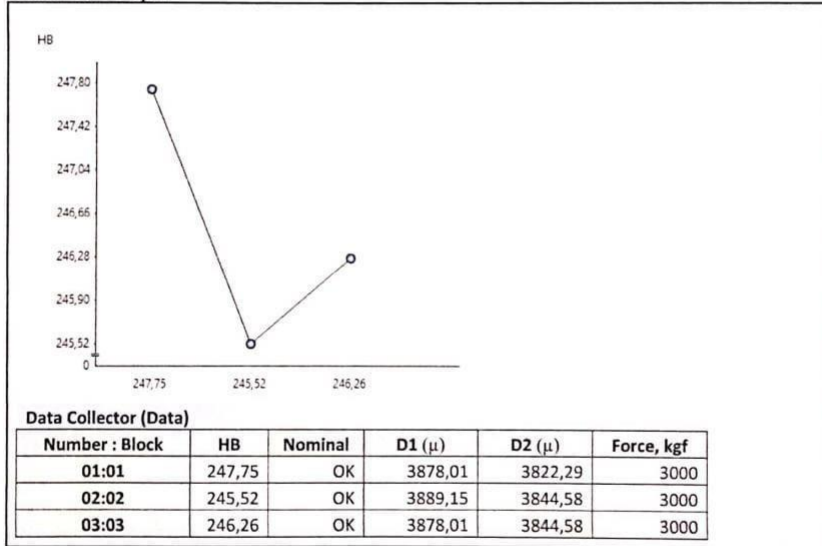 HB
247,80
247,42
247,04
246,66
246,28
245,90
245,52
0
247,75 245,52 246,26
Data Collector (Data)
Number : Block HB Nominal D1 (μ) D2 (μ) Force, kgf
01:01 247,75 OK 3878,01 3822,29 3000
02:02 245,52 OK 3889,15 3844,58 3000
03:03 246,26 OK 3878,01 3844,58 3000